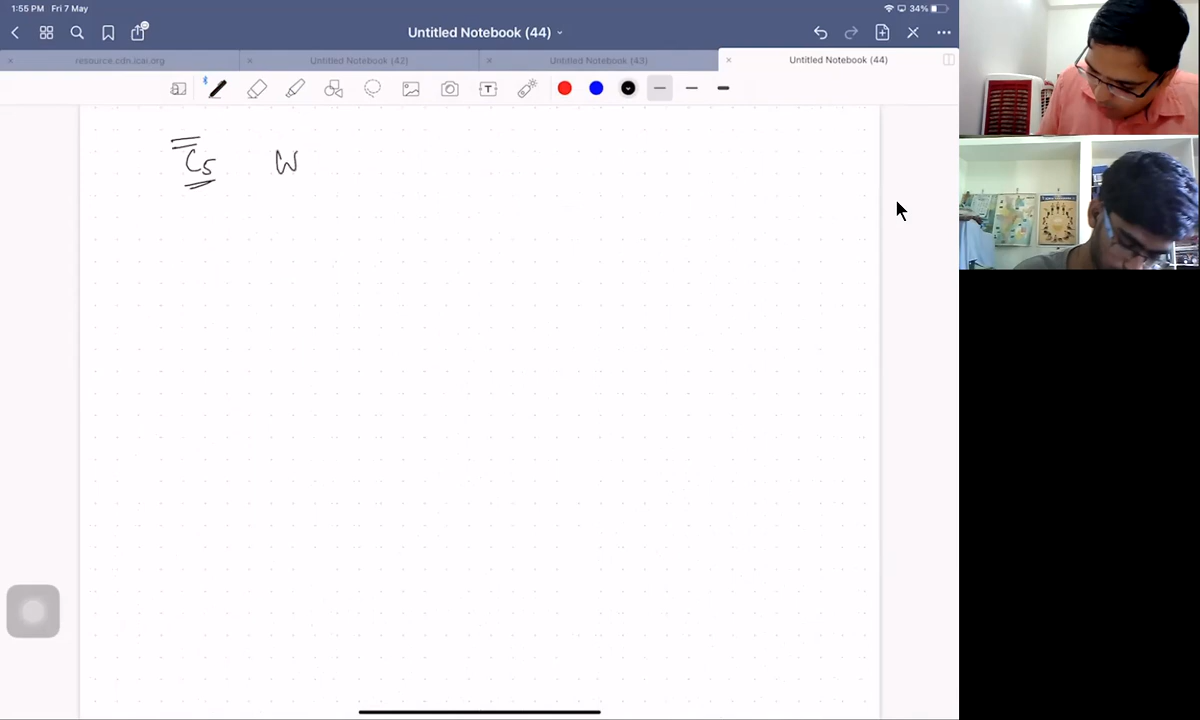 1:55 PM Fri 7 May
34%
Untitled Notebook (44)
resource.cdn.icai.org
Untitled Notebook (42)
Untitled Notebook (43)
Untitled Notebook (44)
T
C5 W